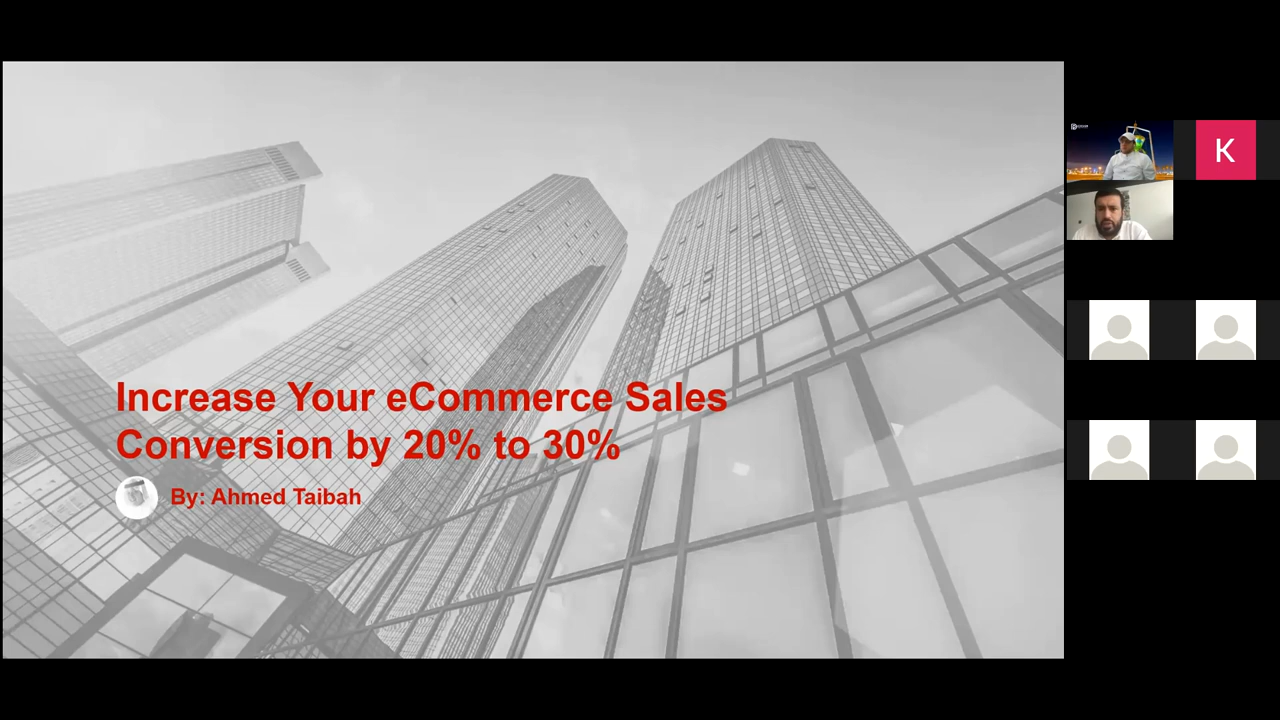 Increase Your eCommerce Sales
Conversion by 20% to 30%
By: Ahmed Taibah
K